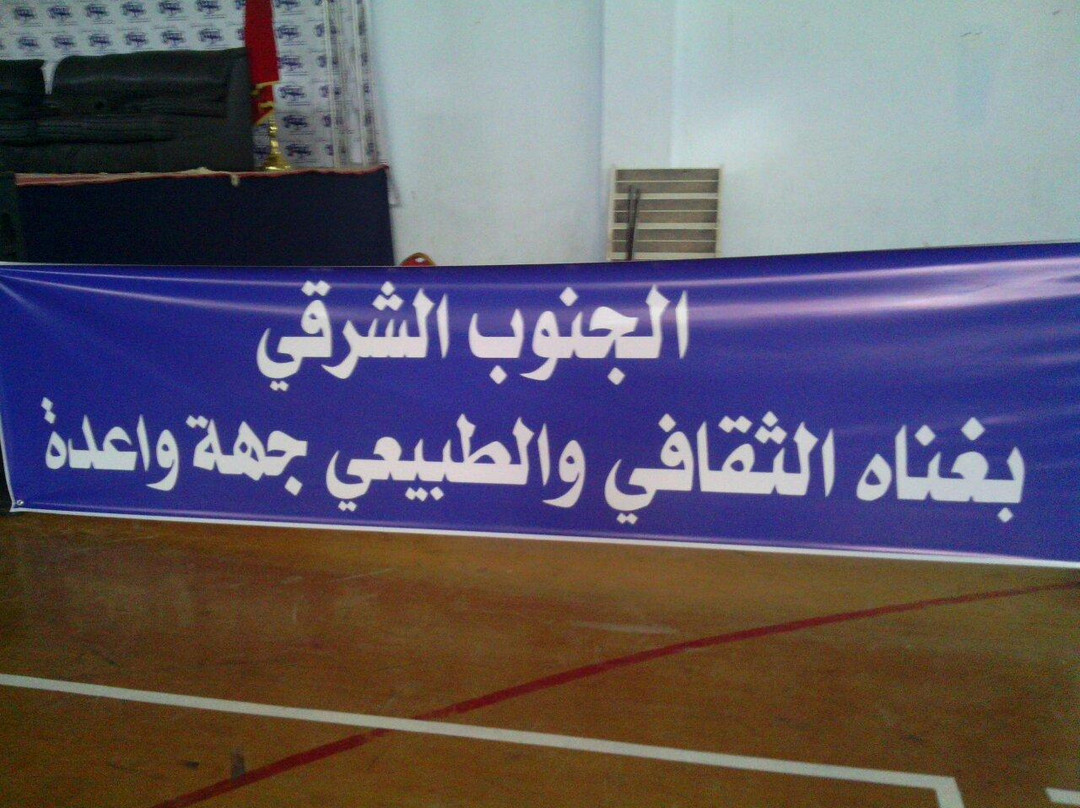 الجنوب الشرقي
بغناه الثقافي والطبيعي جهة واعدة